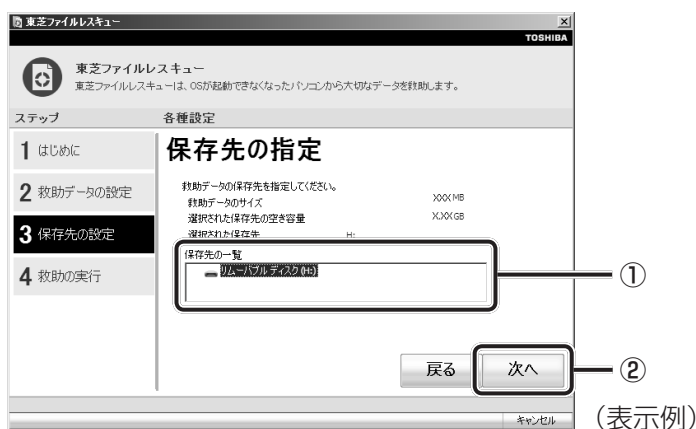 東芝ファイルレスキュー
TOSHIBA
東芝ファイルレスキュー
東芝ファイルレスキューは、OSが起動できなくなったパソコンから大切なデータを救助します。
ステップ 各種設定
1 はじめに
2 救助データの設定
3 保存先の設定
4 救助の実行
保存先の指定
救助データの保存先を指定してください。
救助データのサイズ XXX MB
選択された保存先の空き容量 X.XX GB
選択された保存先 H:
保存先の一覧
リムーバブル ディスク (H:)
①
戻る 次へ ②
キャンセル
（表示例）